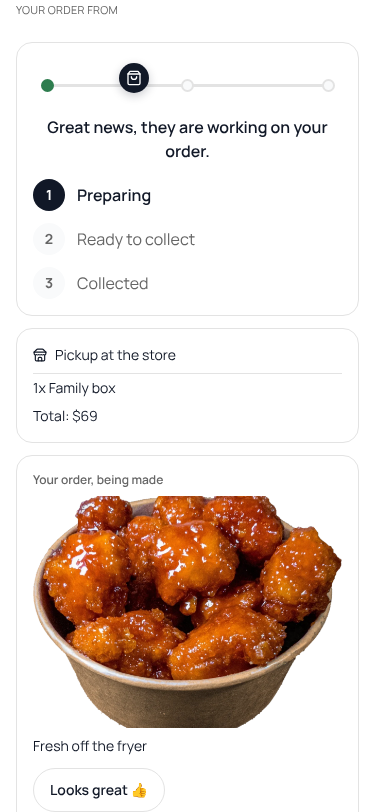 YOUR ORDER FROM
Great news, they are working on your
order.
1 Preparing
2 Ready to collect
3 Collected
Pickup at the store
1x Family box
Total: $69
Your order, being made
Fresh off the fryer
Looks great 👍